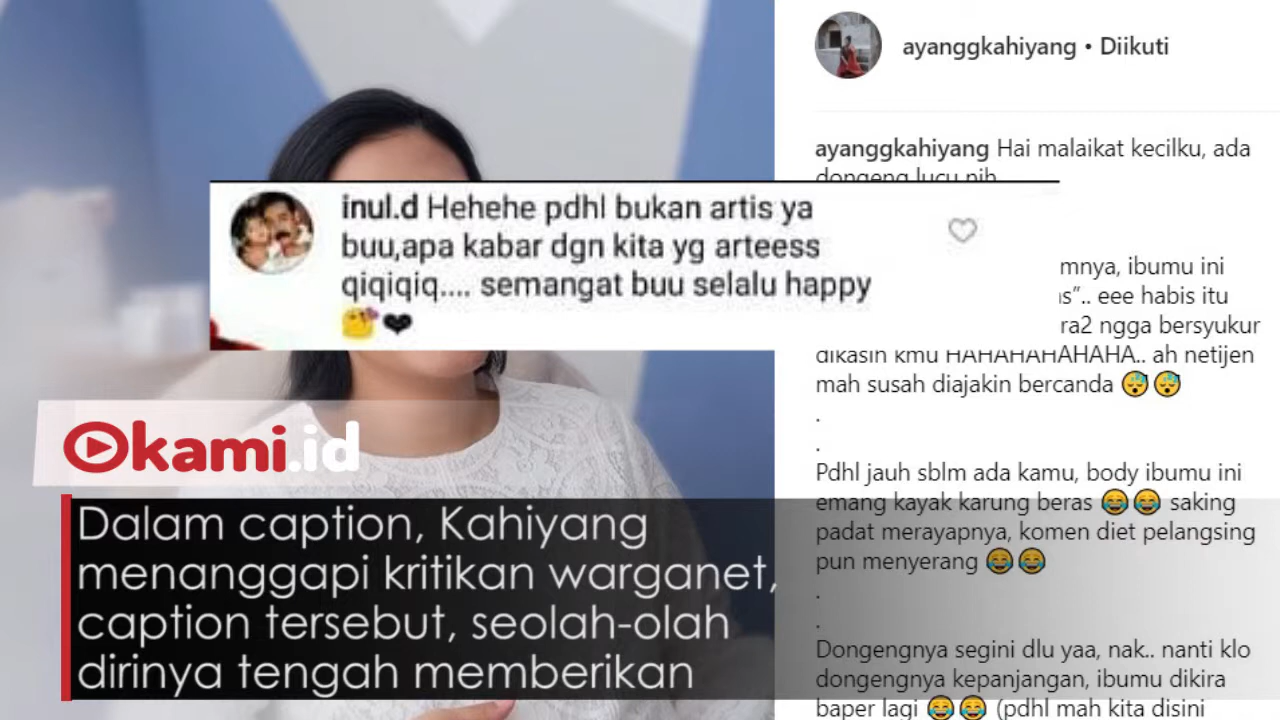 ayanggkahiyang • Diikuti
ayanggkahiyang Hai malaikat kecilku, ada
dongeng lucu nih
inul.d Hehehe pdhl bukan artis ya
buu,apa kabar dgn kita yg arteess
qiqiqiq.... semangat buu selalu happy
😘❤
mnya, ibumu ini
s”.. eee habis itu
ra2 ngga bersyukur
dikasih kmu HAHAHAHAHAHA.. ah netijen
mah susah diajakin bercanda 😴😴
.
.
Pdhl jauh sblm ada kamu, body ibumu ini
emang kayak karung beras 😂😂 saking
padat merayapnya, komen diet pelangsing
pun menyerang 😂😂
.
.
Dongengnya segini dlu yaa, nak.. nanti klo
dongengnya kepanjangan, ibumu dikira
baper lagi 😂😂 (pdhl mah kita disini
Okami.id
Dalam caption, Kahiyang
menanggapi kritikan warganet,
caption tersebut, seolah-olah
dirinya tengah memberikan